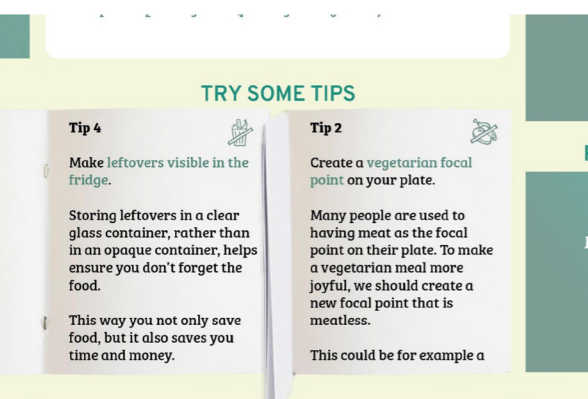 TRY SOME TIPS
Tip 4
Make leftovers visible in the
fridge.
Storing leftovers in a clear
glass container, rather than
in an opaque container, helps
ensure you don't forget the
food.
This way you not only save
food, but it also saves you
time and money.
Tip 2
Create a vegetarian focal
point on your plate.
Many people are used to
having meat as the focal
point on their plate. To make
a vegetarian meal more
joyful, we should create a
new focal point that is
meatless.
This could be for example a